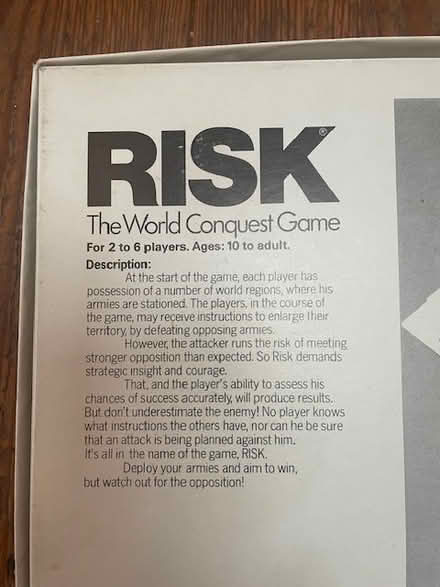 RISK®
The World Conquest Game
For 2 to 6 players. Ages: 10 to adult.
Description:
At the start of the game, each player has
possession of a number of world regions, where his
armies are stationed. The players, in the course of
the game, may receive instructions to enlarge their
territory, by defeating opposing armies.
However, the attacker runs the risk of meeting
stronger opposition than expected. So Risk demands
strategic insight and courage.
That, and the player's ability to assess his
chances of success accurately, will produce results.
But don't underestimate the enemy! No player knows
what instructions the others have, nor can he be sure
that an attack is being planned against him.
It's all in the name of the game, RISK.
Deploy your armies and aim to win,
but watch out for the opposition!